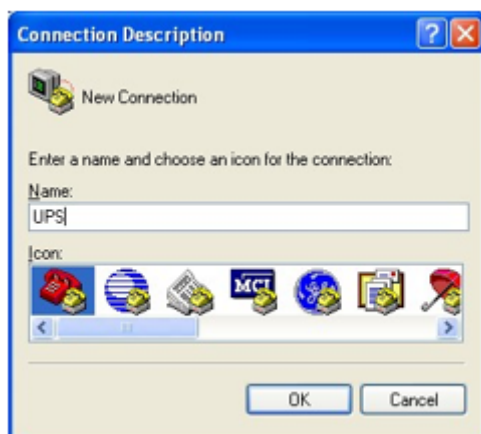 Connection Description
New Connection
Enter a name and choose an icon for the connection:
Name:
UPS
Icon:
MCI
OK
Cancel